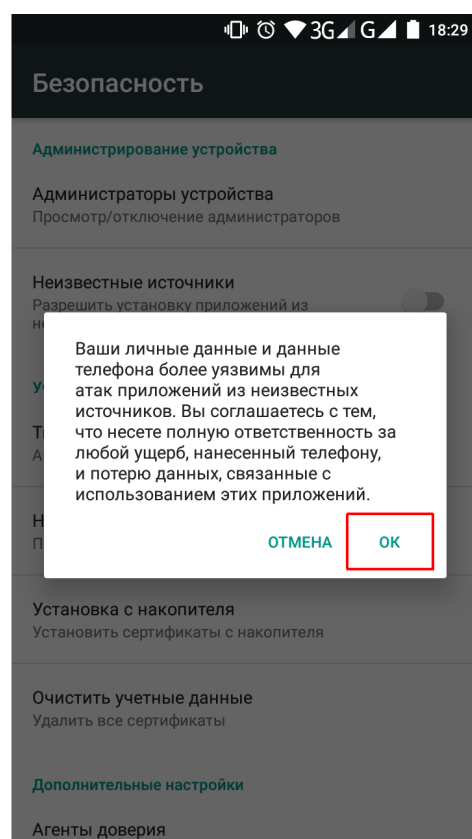 3G G 18:29
Безопасность
Администрирование устройства
Администраторы устройства
Просмотр/отключение администраторов
Неизвестные источники
Разрешить установку приложений из
Ваши личные данные и данные
телефона более уязвимы для
атак приложений из неизвестных
источников. Вы соглашаетесь с тем,
что несете полную ответственность за
любой ущерб, нанесенный телефону,
и потерю данных, связанные с
использованием этих приложений.
ОТМЕНА ОК
Установка с накопителя
Установить сертификаты с накопителя
Очистить учетные данные
Удалить все сертификаты
Дополнительные настройки
Агенты доверия